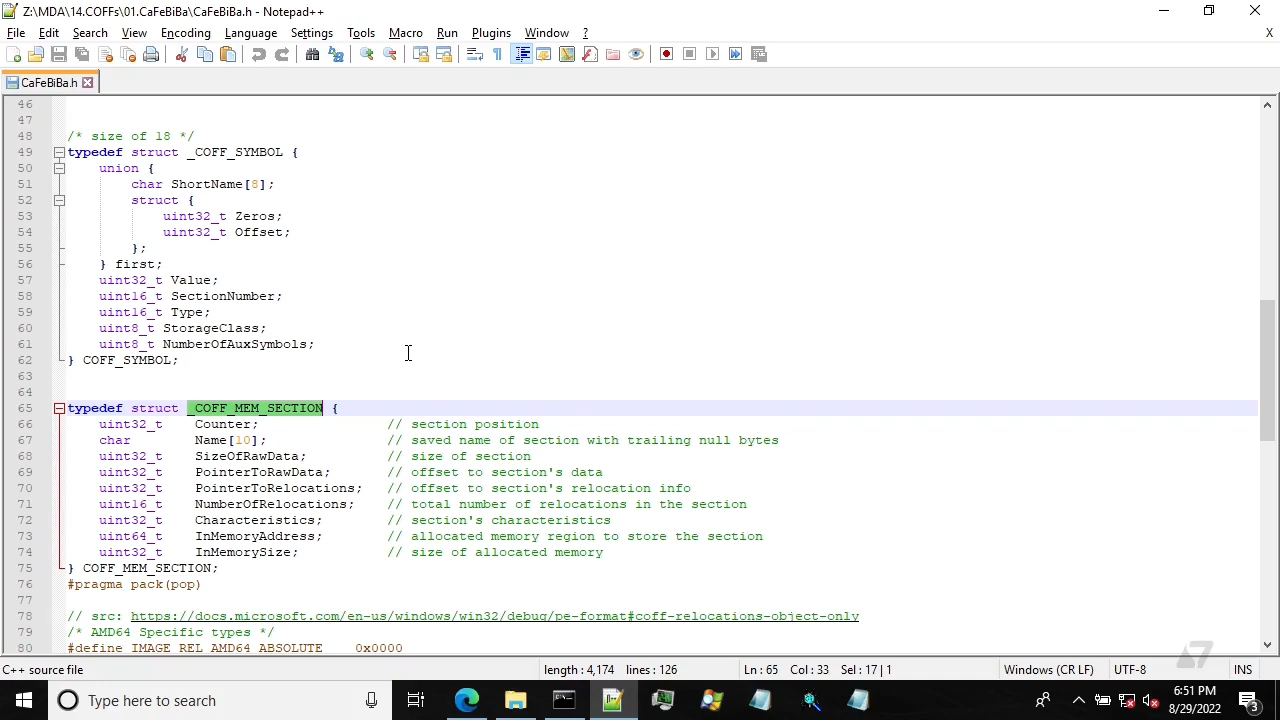 Z:\MDA\14.COFFs\01.CaFeBiBa\CaFeBiBa.h - Notepad++
File Edit Search View Encoding Language Settings Tools Macro Run Plugins Window ? X
CaFeBiBa.h
46
47
48 /* size of 18 */
49 typedef struct _COFF_SYMBOL {
50 union {
51 char ShortName[8];
52 struct {
53 uint32_t Zeros;
54 uint32_t Offset;
55 };
56 } first;
57 uint32_t Value;
58 uint16_t SectionNumber;
59 uint16_t Type;
60 uint8_t StorageClass;
61 uint8_t NumberOfAuxSymbols;
62 } COFF_SYMBOL;
63
64
65 typedef struct _COFF_MEM_SECTION {
66 uint32_t Counter; // section position
67 char Name[10]; // saved name of section with trailing null bytes
68 uint32_t SizeOfRawData; // size of section
69 uint32_t PointerToRawData; // offset to section's data
70 uint32_t PointerToRelocations; // offset to section's relocation info
71 uint16_t NumberOfRelocations; // total number of relocations in the section
72 uint32_t Characteristics; // section's characteristics
73 uint64_t InMemoryAddress; // allocated memory region to store the section
74 uint32_t InMemorySize; // size of allocated memory
75 } COFF_MEM_SECTION;
76 #pragma pack(pop)
77
78 // src: https://docs.microsoft.com/en-us/windows/win32/debug/pe-format#coff-relocations-object-only
79 /* AMD64 Specific types */
80 #define IMAGE_REL_AMD64_ABSOLUTE 0x0000
C++ source file length : 4,174 lines : 126 Ln : 65 Col : 33 Sel : 17 | 1 Windows (CR LF) UTF-8 INS
Type here to search
6:51 PM
8/29/2022
3